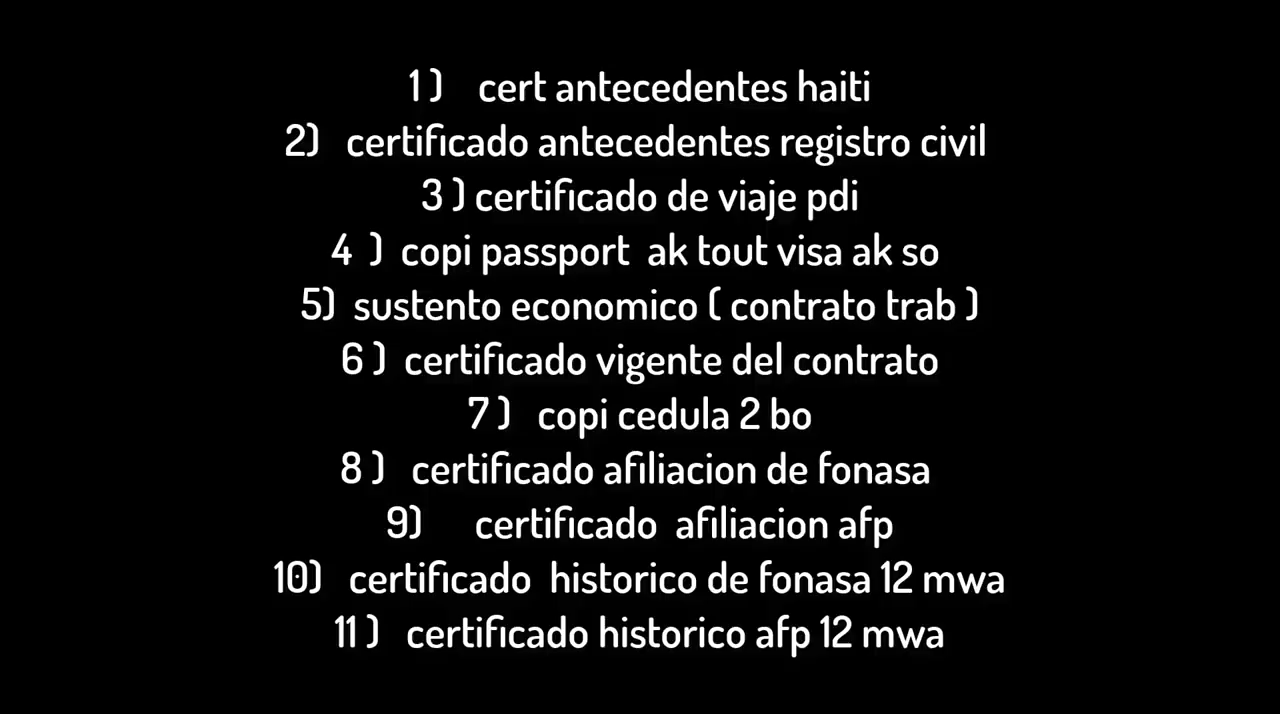 1 ) cert antecedentes haiti
2) certificado antecedentes registro civil
3 ) certificado de viaje pdi
4 ) copi passport ak tout visa ak so
5) sustento economico ( contrato trab )
6 ) certificado vigente del contrato
7 ) copi cedula 2 bo
8 ) certificado afiliacion de fonasa
9) certificado afiliacion afp
10) certificado historico de fonasa 12 mwa
11 ) certificado historico afp 12 mwa